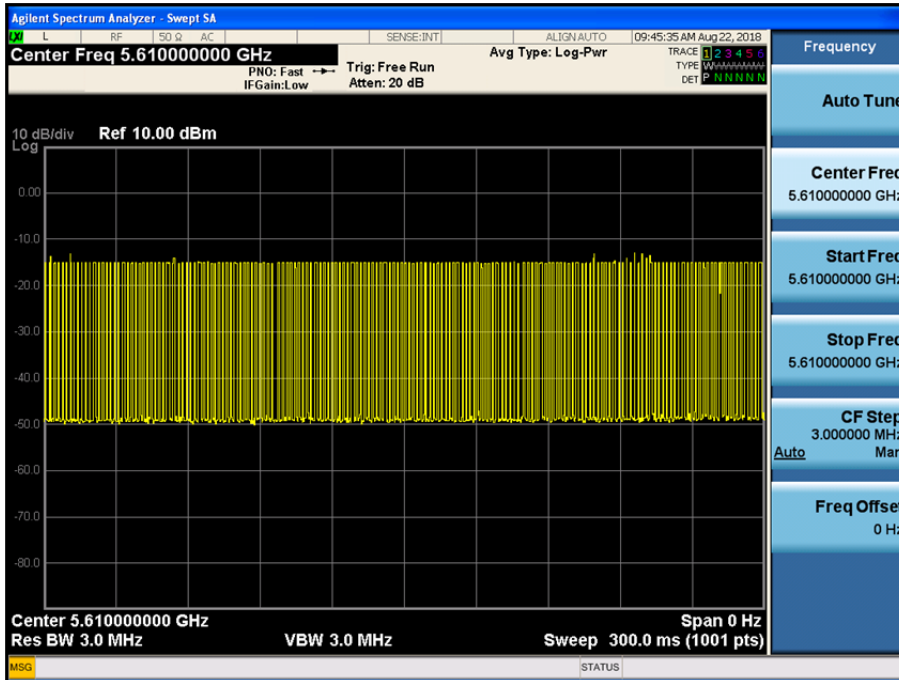 Agilent Spectrum Analyzer - Swept SA
LXI L RF 50 Ω AC SENSE:INT ALIGN AUTO 09:45:35 AM Aug 22, 2018
Center Freq 5.610000000 GHz
PNO: Fast
IFGain:Low
Trig: Free Run
Atten: 20 dB
Avg Type: Log-Pwr
TRACE 1 2 3 4 5 6
TYPE W
DET P N N N N N
10 dB/div Ref 10.00 dBm
Log
0.00
-10.0
-20.0
-30.0
-40.0
-50.0
-60.0
-70.0
-80.0
Center 5.610000000 GHz Span 0 Hz
Res BW 3.0 MHz VBW 3.0 MHz Sweep 300.0 ms (1001 pts)
MSG STATUS
Frequency
Auto Tune
Center Freq
5.610000000 GHz
Start Freq
5.610000000 GHz
Stop Freq
5.610000000 GHz
CF Step
3.000000 MHz
Auto Man
Freq Offset
0 Hz